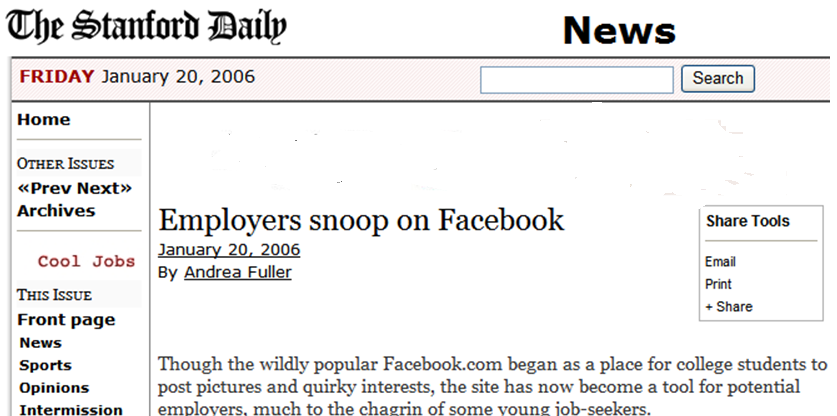 The Stanford Daily
News
FRIDAY January 20, 2006
Search
Home
OTHER ISSUES
«Prev Next»
Archives
Cool Jobs
THIS ISSUE
Front page
News
Sports
Opinions
Intermission
Employers snoop on Facebook
January 20, 2006
By Andrea Fuller
Share Tools
Email
Print
+ Share
Though the wildly popular Facebook.com began as a place for college students to
post pictures and quirky interests, the site has now become a tool for potential
employers, much to the chagrin of some young job-seekers.